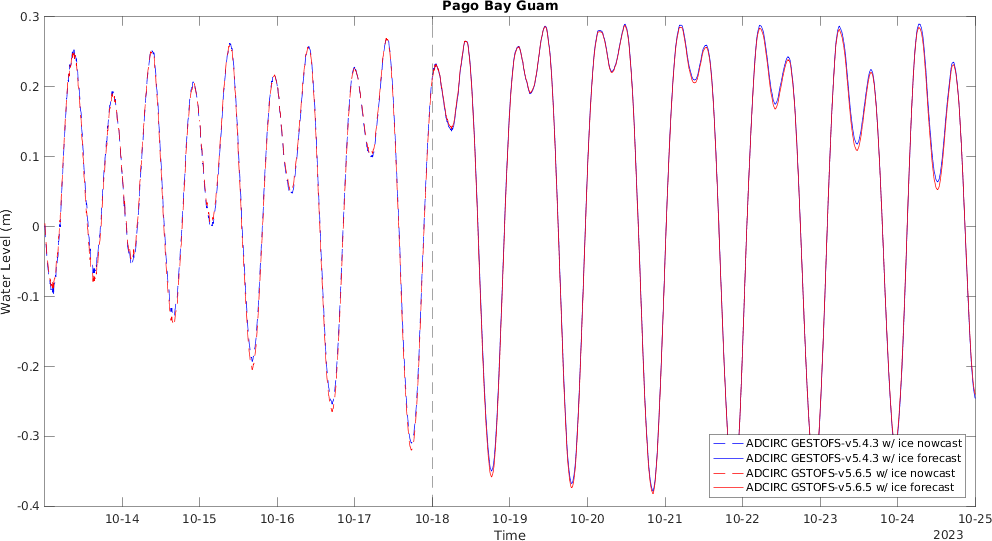 Pago Bay Guam
0.3
0.2
0.1
0
-0.1
-0.2
-0.3
-0.4
Water Level (m)
ADCIRC GESTOFS-v5.4.3 w/ ice nowcast
ADCIRC GESTOFS-v5.4.3 w/ ice forecast
ADCIRC GSTOFS-v5.6.5 w/ ice nowcast
ADCIRC GSTOFS-v5.6.5 w/ ice forecast
10-14 10-15 10-16 10-17 10-18 10-19 10-20 10-21 10-22 10-23 10-24 10-25
Time
2023